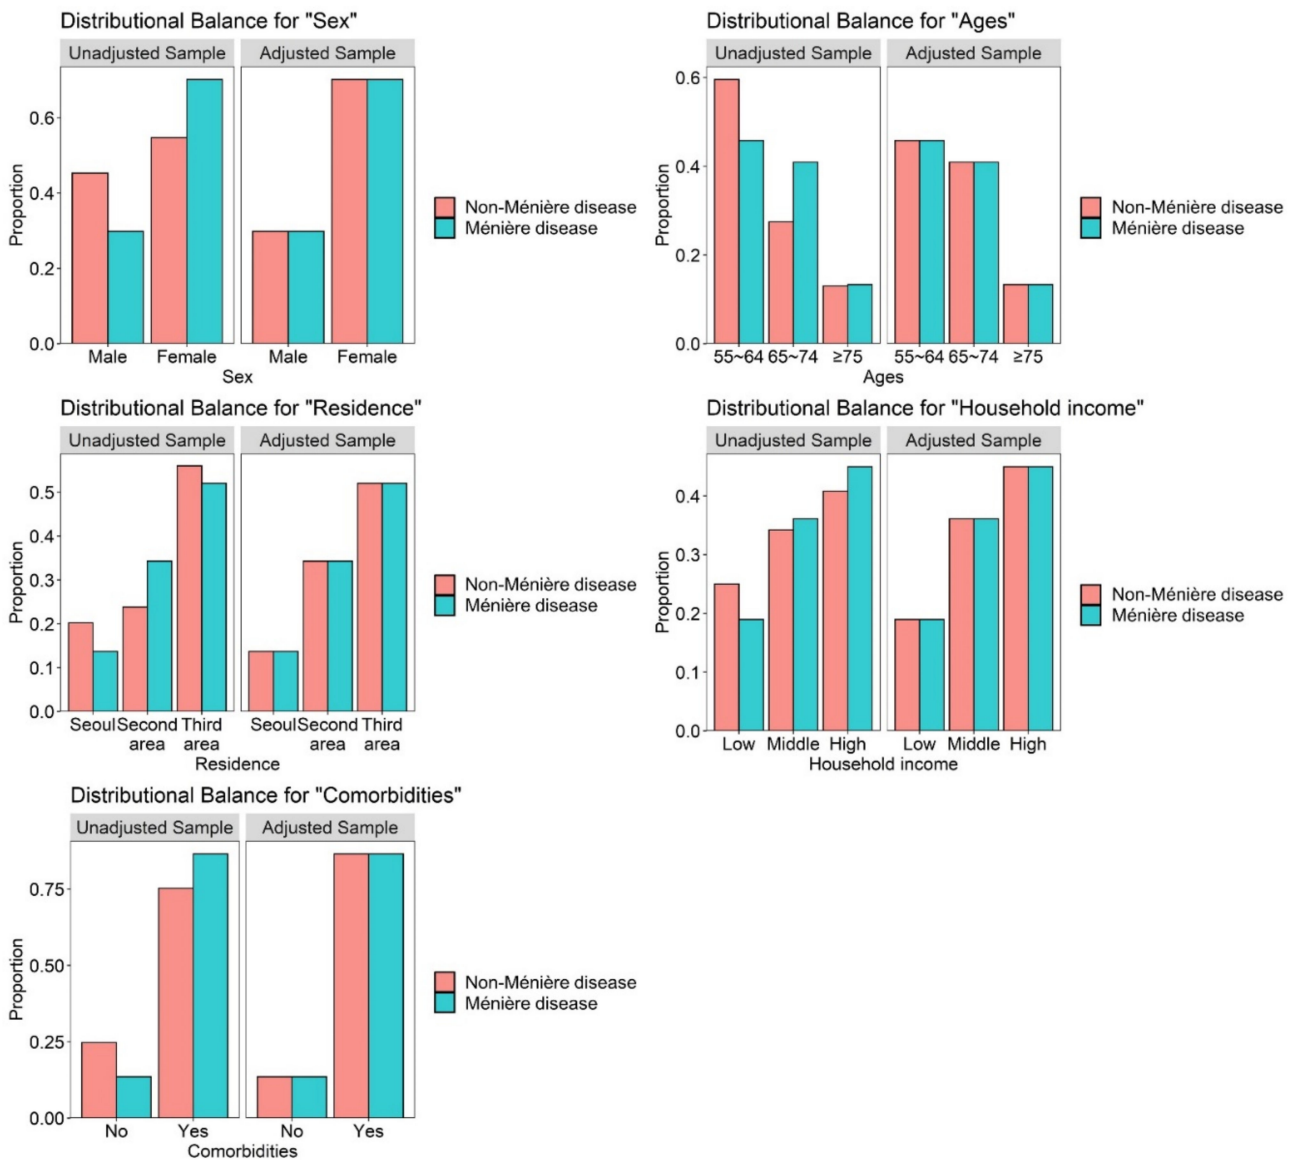 Distributional Balance for "Sex"
Unadjusted Sample
Adjusted Sample
Proportion
0.6
0.4
0.2
0.0
Male
Female
Male
Female
Sex
Non-Ménière disease
Ménière disease
Distributional Balance for "Ages"
Unadjusted Sample
Adjusted Sample
Proportion
0.6
0.4
0.2
0.0
55~64
65~74
≥75
55~64
65~74
≥75
Ages
Non-Ménière disease
Ménière disease
Distributional Balance for "Residence"
Unadjusted Sample
Adjusted Sample
Proportion
0.5
0.4
0.3
0.2
0.1
0.0
Seoul
Second
area
Third
area
Seoul
Second
area
Third
area
Residence
Non-Ménière disease
Ménière disease
Distributional Balance for "Household income"
Unadjusted Sample
Adjusted Sample
Proportion
0.4
0.3
0.2
0.1
0.0
Low
Middle
High
Low
Middle
High
Household income
Non-Ménière disease
Ménière disease
Distributional Balance for "Comorbidities"
Unadjusted Sample
Adjusted Sample
Proportion
0.75
0.50
0.25
0.00
No
Yes
No
Yes
Comorbidities
Non-Ménière disease
Ménière disease